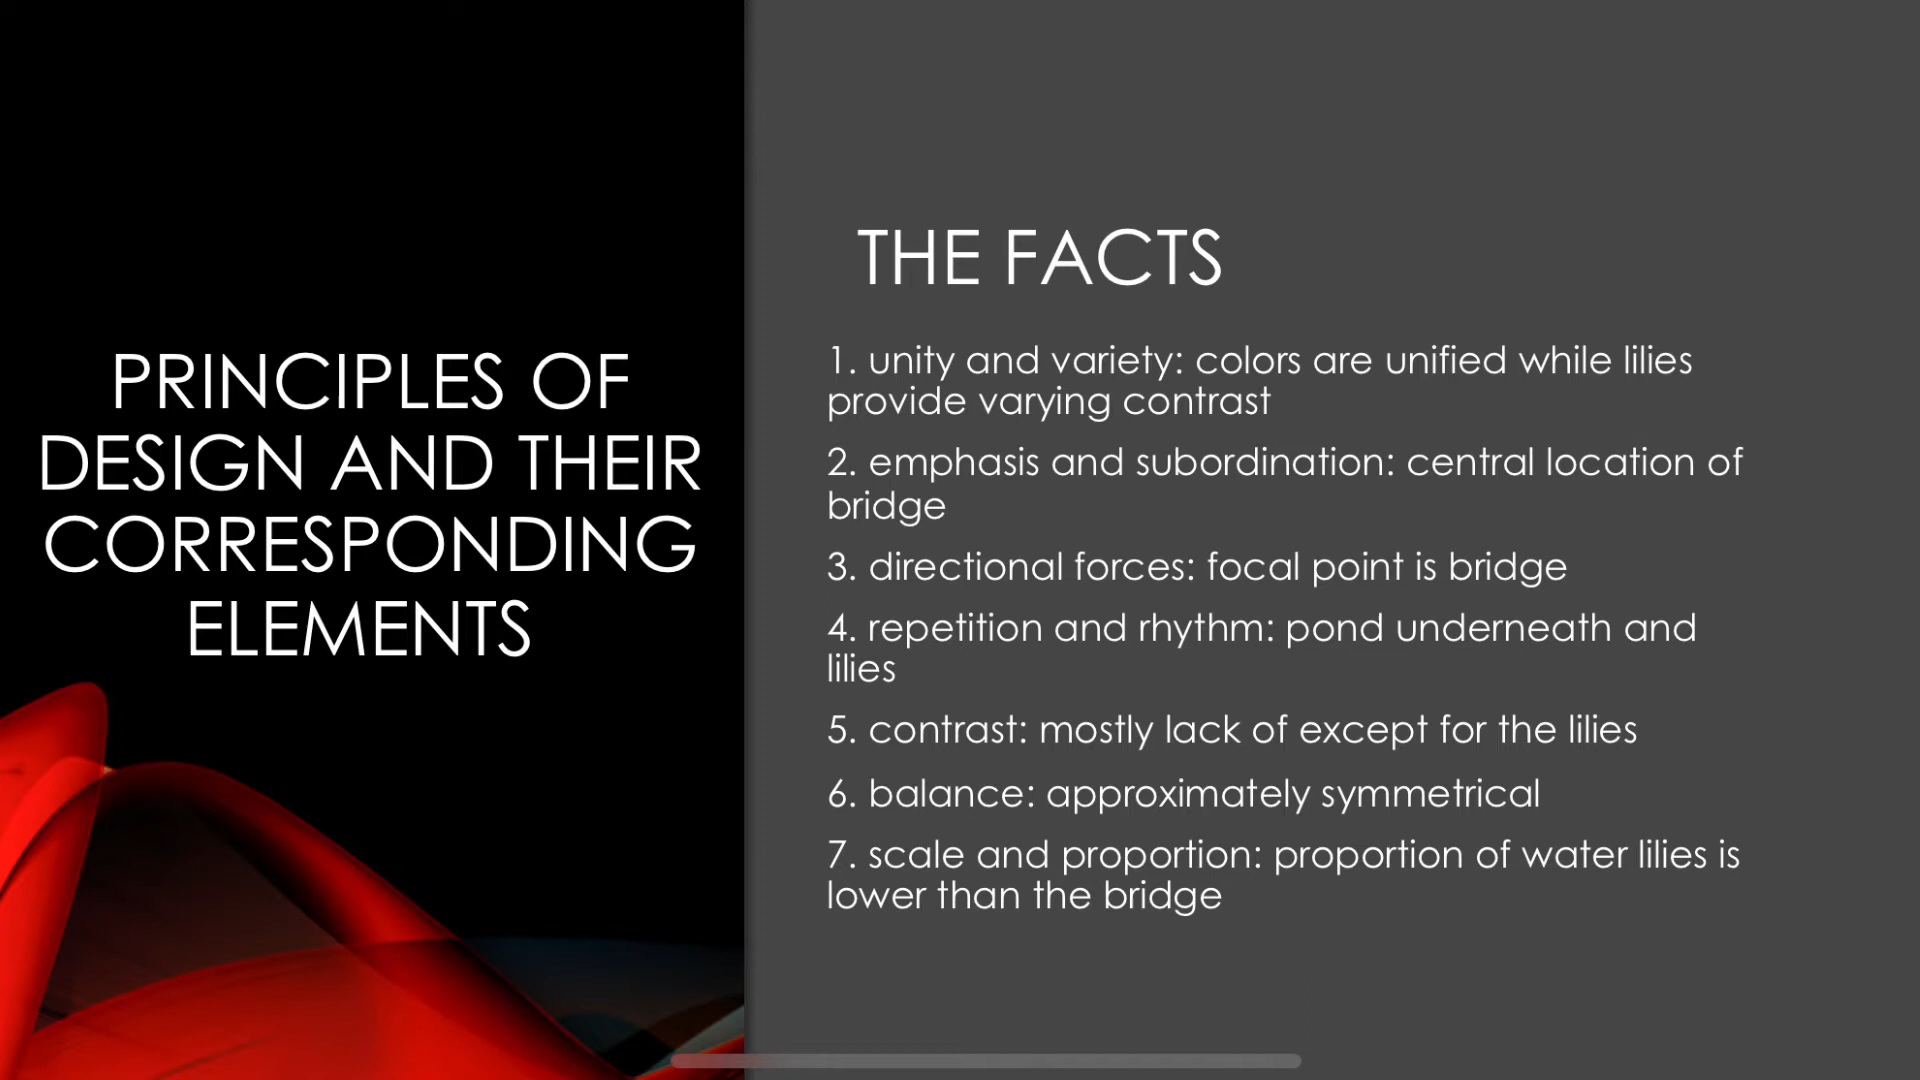 PRINCIPLES OF
DESIGN AND THEIR
CORRESPONDING
ELEMENTS
THE FACTS
1. unity and variety: colors are unified while lilies
provide varying contrast
2. emphasis and subordination: central location of
bridge
3. directional forces: focal point is bridge
4. repetition and rhythm: pond underneath and
lilies
5. contrast: mostly lack of except for the lilies
6. balance: approximately symmetrical
7. scale and proportion: proportion of water lilies is
lower than the bridge